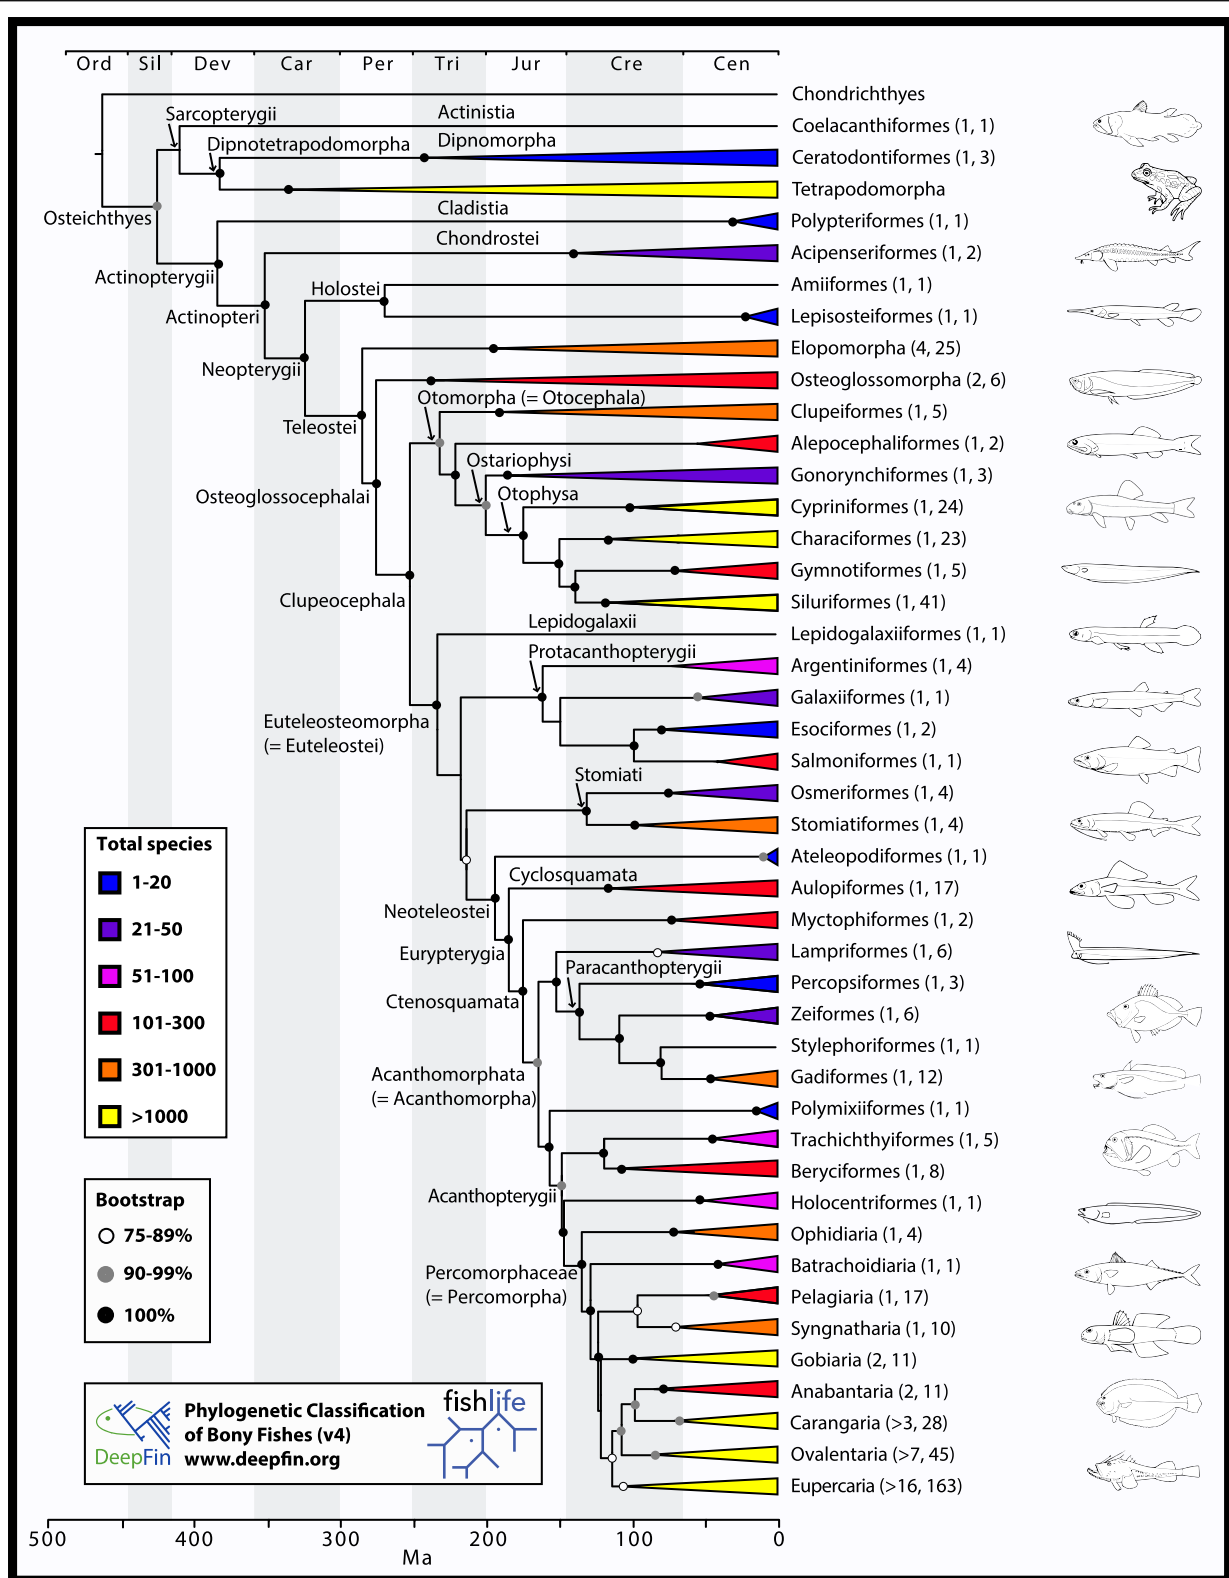 Ord Sil Dev Car Per Tri Jur Cre Cen
Chondrichthyes
Sarcopterygii
Actinistia
Coelacanthiformes (1, 1)
Dipnotetrapodomorpha
Dipnomorpha
Ceratodontiformes (1, 3)
Tetrapodomorpha
Osteichthyes
Cladistia
Polypteriformes (1, 1)
Chondrostei
Acipenseriformes (1, 2)
Actinopterygii
Holostei
Amiiformes (1, 1)
Actinopteri
Lepisosteiformes (1, 1)
Elopomorpha (4, 25)
Neopterygii
Osteoglossomorpha (2, 6)
Otomorpha (= Otocephala)
Clupeiformes (1, 5)
Teleostei
Alepocephaliformes (1, 2)
Ostariophysi
Gonorynchiformes (1, 3)
Osteoglossocephalai
Otophysa
Cypriniformes (1, 24)
Characiformes (1, 23)
Gymnotiformes (1, 5)
Clupeocephala
Siluriformes (1, 41)
Lepidogalaxii
Lepidogalaxiiformes (1, 1)
Protacanthopterygii
Argentiniformes (1, 4)
Galaxiiformes (1, 1)
Euteleosteomorpha
(= Euteleostei)
Esociformes (1, 2)
Salmoniformes (1, 1)
Stomiati
Osmeriformes (1, 4)
Stomiatiformes (1, 4)
Ateleopodiformes (1, 1)
Cyclosquamata
Aulopiformes (1, 17)
Neoteleostei
Myctophiformes (1, 2)
Eurypterygia
Lampriformes (1, 6)
Paracanthopterygii
Percopsiformes (1, 3)
Ctenosquamata
Zeiformes (1, 6)
Stylephoriformes (1, 1)
Acanthomorphata
(= Acanthomorpha)
Gadiformes (1, 12)
Polymixiiformes (1, 1)
Trachichthyiformes (1, 5)
Beryciformes (1, 8)
Acanthopterygii
Holocentriformes (1, 1)
Ophidiaria (1, 4)
Percomorphaceae
(= Percomorpha)
Batrachoidiaria (1, 1)
Pelagiaria (1, 17)
Syngnatharia (1, 10)
Gobiaria (2, 11)
Anabantaria (2, 11)
Carangaria (>3, 28)
Ovalentaria (>7, 45)
Eupercaria (>16, 163)
Total species
1-20
21-50
51-100
101-300
301-1000
>1000
Bootstrap
75-89%
90-99%
100%
DeepFin
Phylogenetic Classification
of Bony Fishes (v4)
www.deepfin.org
fishlife
500 400 300 200 100 0
Ma